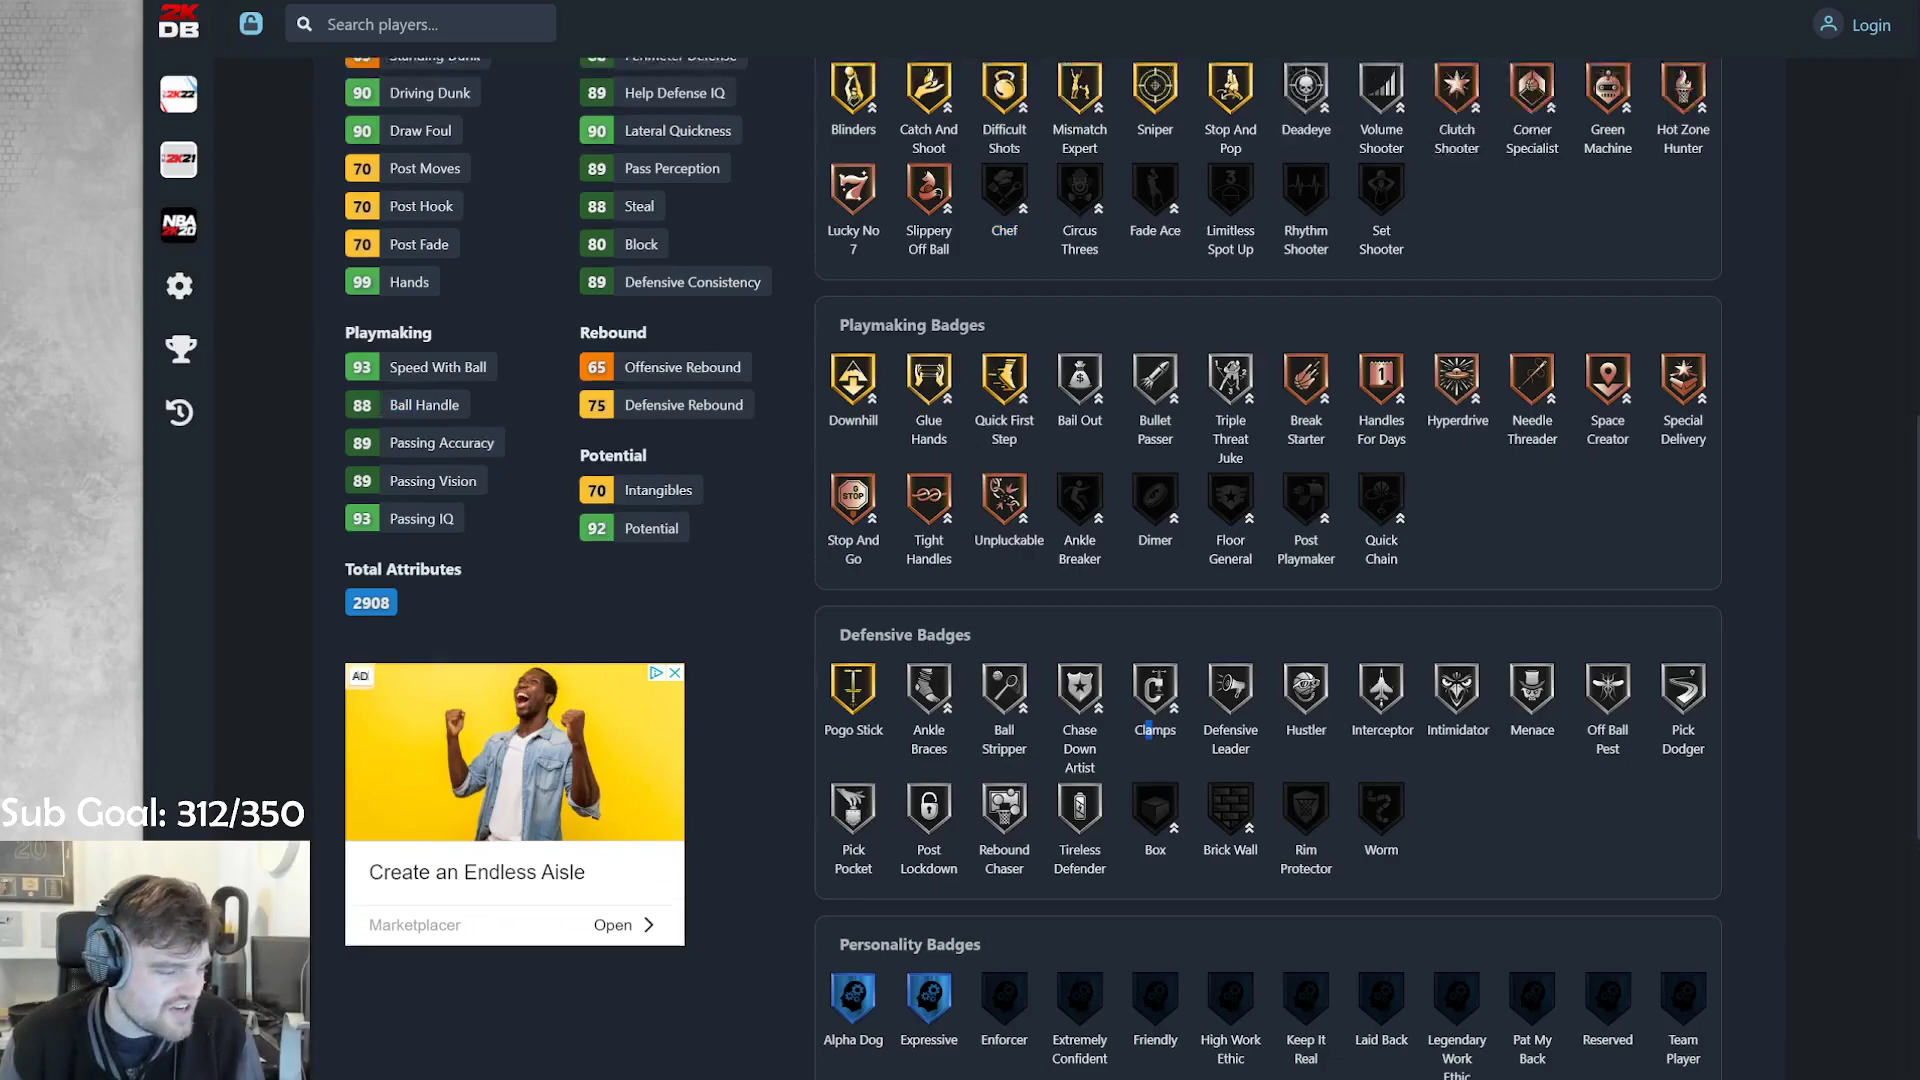 2K
DB
Search players...
Login
2K22
2K21
NBA
2K20
Standing Dunk
90 Driving Dunk
90 Draw Foul
70 Post Moves
70 Post Hook
70 Post Fade
99 Hands
Perimeter Defense
89 Help Defense IQ
90 Lateral Quickness
89 Pass Perception
88 Steal
80 Block
89 Defensive Consistency
Playmaking
93 Speed With Ball
88 Ball Handle
89 Passing Accuracy
89 Passing Vision
93 Passing IQ
Rebound
65 Offensive Rebound
75 Defensive Rebound
Potential
70 Intangibles
92 Potential
Total Attributes
2908
AD
Create an Endless Aisle
Marketplacer
Open
Blinders
Catch And Shoot
Difficult Shots
Mismatch Expert
Sniper
Stop And Pop
Deadeye
Volume Shooter
Clutch Shooter
Corner Specialist
Green Machine
Hot Zone Hunter
Lucky No 7
Slippery Off Ball
Chef
Circus Threes
Fade Ace
Limitless Spot Up
Rhythm Shooter
Set Shooter
Playmaking Badges
Downhill
Glue Hands
Quick First Step
Bail Out
Bullet Passer
Triple Threat Juke
Break Starter
Handles For Days
Hyperdrive
Needle Threader
Space Creator
Special Delivery
Stop And Go
Tight Handles
Unpluckable
Ankle Breaker
Dimer
Floor General
Post Playmaker
Quick Chain
Defensive Badges
Pogo Stick
Ankle Braces
Ball Stripper
Chase Down Artist
Clamps
Defensive Leader
Hustler
Interceptor
Intimidator
Menace
Off Ball Pest
Pick Dodger
Pick Pocket
Post Lockdown
Rebound Chaser
Tireless Defender
Box
Brick Wall
Rim Protector
Worm
Personality Badges
Alpha Dog
Expressive
Enforcer
Extremely Confident
Friendly
High Work Ethic
Keep It Real
Laid Back
Legendary Work Ethic
Pat My Back
Reserved
Team Player
Sub Goal: 312/350